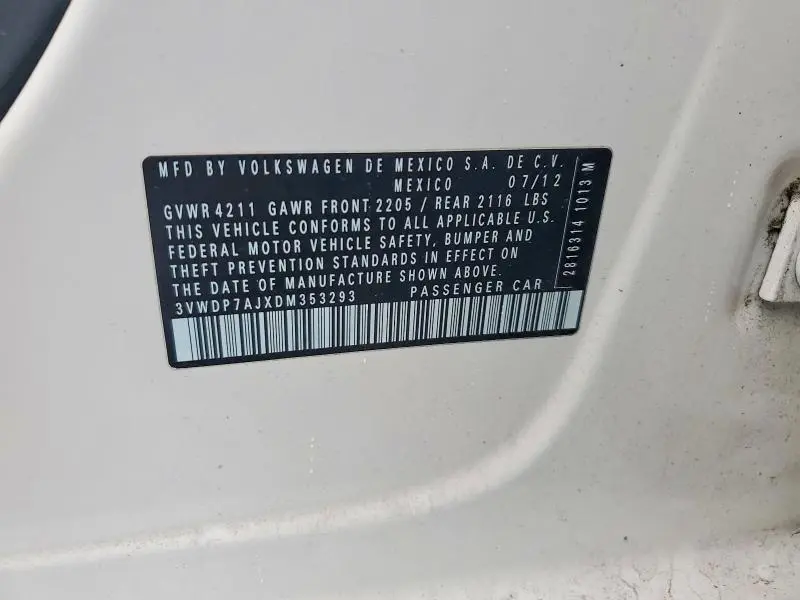 MFD BY VOLKSWAGEN DE MEXICO S.A. DE C.V.
MEXICO 07/12
GVWR 4211 GAWR FRONT 2205 / REAR 2116 LBS
THIS VEHICLE CONFORMS TO ALL APPLICABLE U.S.
FEDERAL MOTOR VEHICLE SAFETY, BUMPER AND
THEFT PREVENTION STANDARDS IN EFFECT ON
THE DATE OF MANUFACTURE SHOWN ABOVE.
3VWDP7AJXDM353293 PASSENGER CAR
2816314 1013 M